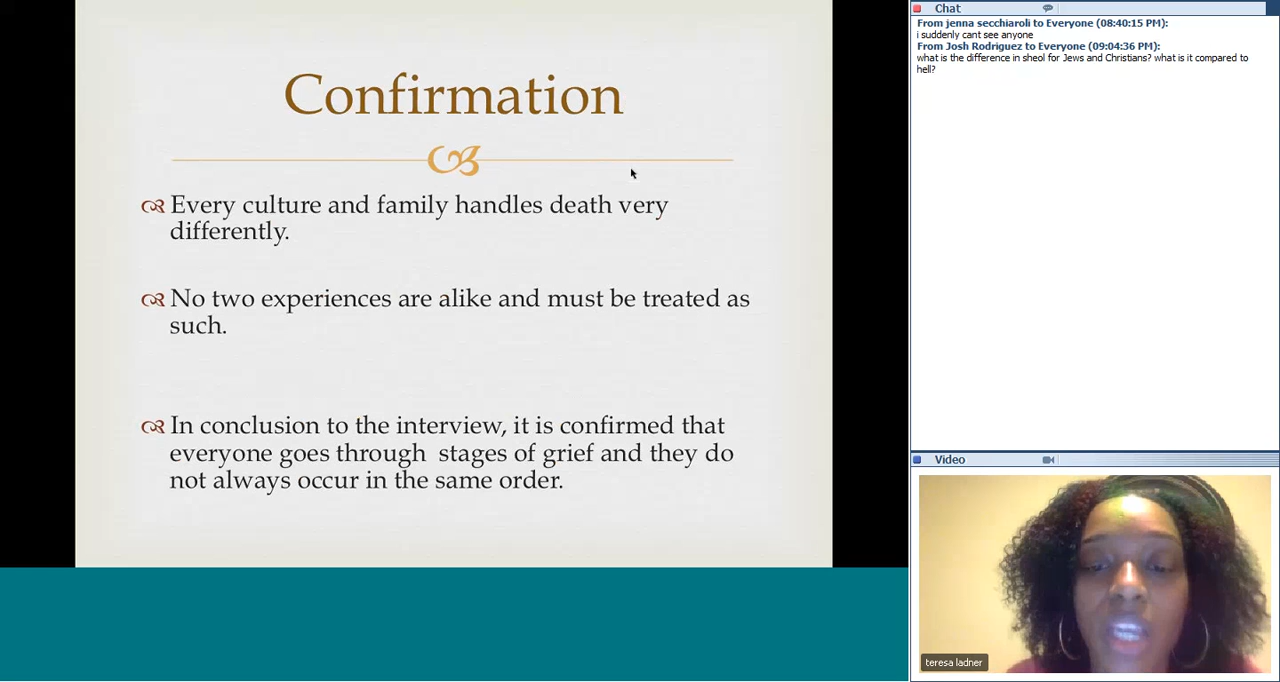 Confirmation
Every culture and family handles death very
differently.
No two experiences are alike and must be treated as
such.
In conclusion to the interview, it is confirmed that
everyone goes through stages of grief and they do
not always occur in the same order.
Chat
From jenna secchiaroli to Everyone (08:40:15 PM):
i suddenly cant see anyone
From Josh Rodriguez to Everyone (09:04:36 PM):
what is the difference in sheol for Jews and Christians? what is it compared to
hell?
Video
teresa ladner